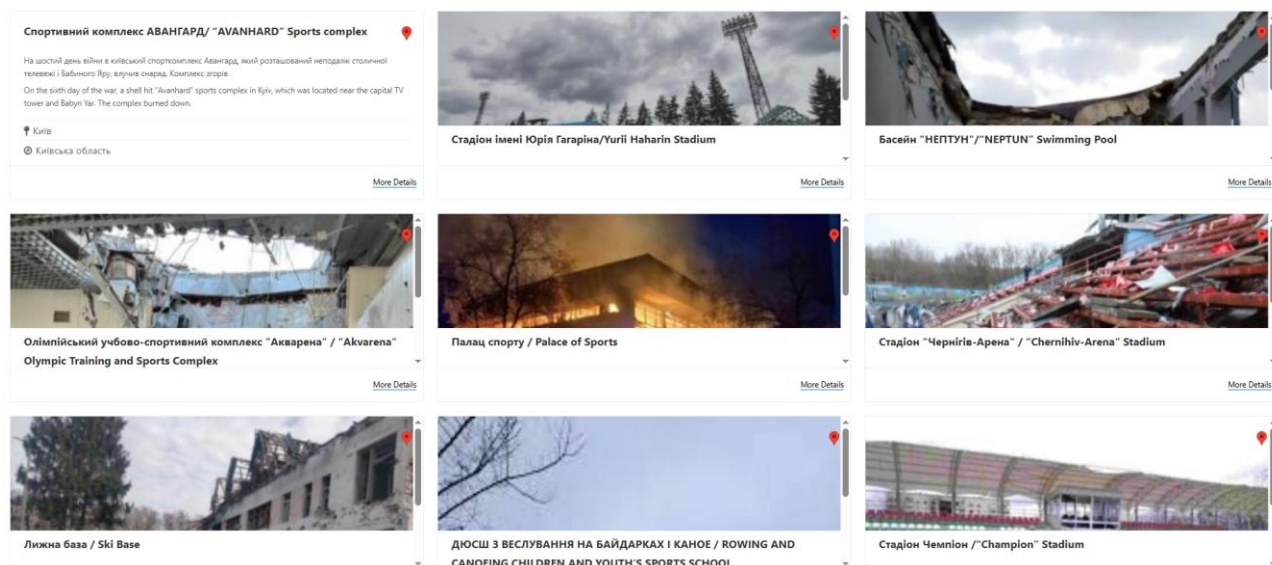 Спортивний комплекс АВАНГАРД/ “AVANHARD” Sports complex
На шостий день війни в київський спорткомплекс Авангард, який розташований неподалік столичної
телевежі і Бабиного Яру, влучив снаряд. Комплекс згорів
On the sixth day of the war, a shell hit "Avanhard" sports complex in Kyiv, which was located near the capital TV
tower and Babyn Yar. The complex burned down.
Київ
Київська область
More Details
Стадіон імені Юрія Гагаріна/Yurii Haharin Stadium
More Details
Басейн "НЕПТУН"/"NEPTUN" Swimming Pool
More Details
Олімпійський учбово-спортивний комплекс "Акварена" / “Akvarena”
Olympic Training and Sports Complex
More Details
Палац спорту / Palace of Sports
More Details
Стадіон "Чернігів-Арена" / “Chernihiv-Arena” Stadium
More Details
Лижна база / Ski Base
ДЮСШ З ВЕСЛУВАННЯ НА БАЙДАРКАХ І КАНОЕ / ROWING AND
CANOEING CHILDREN AND YOUTH'S SPORTS SCHOOL
Стадіон Чемпіон /“Champion” Stadium